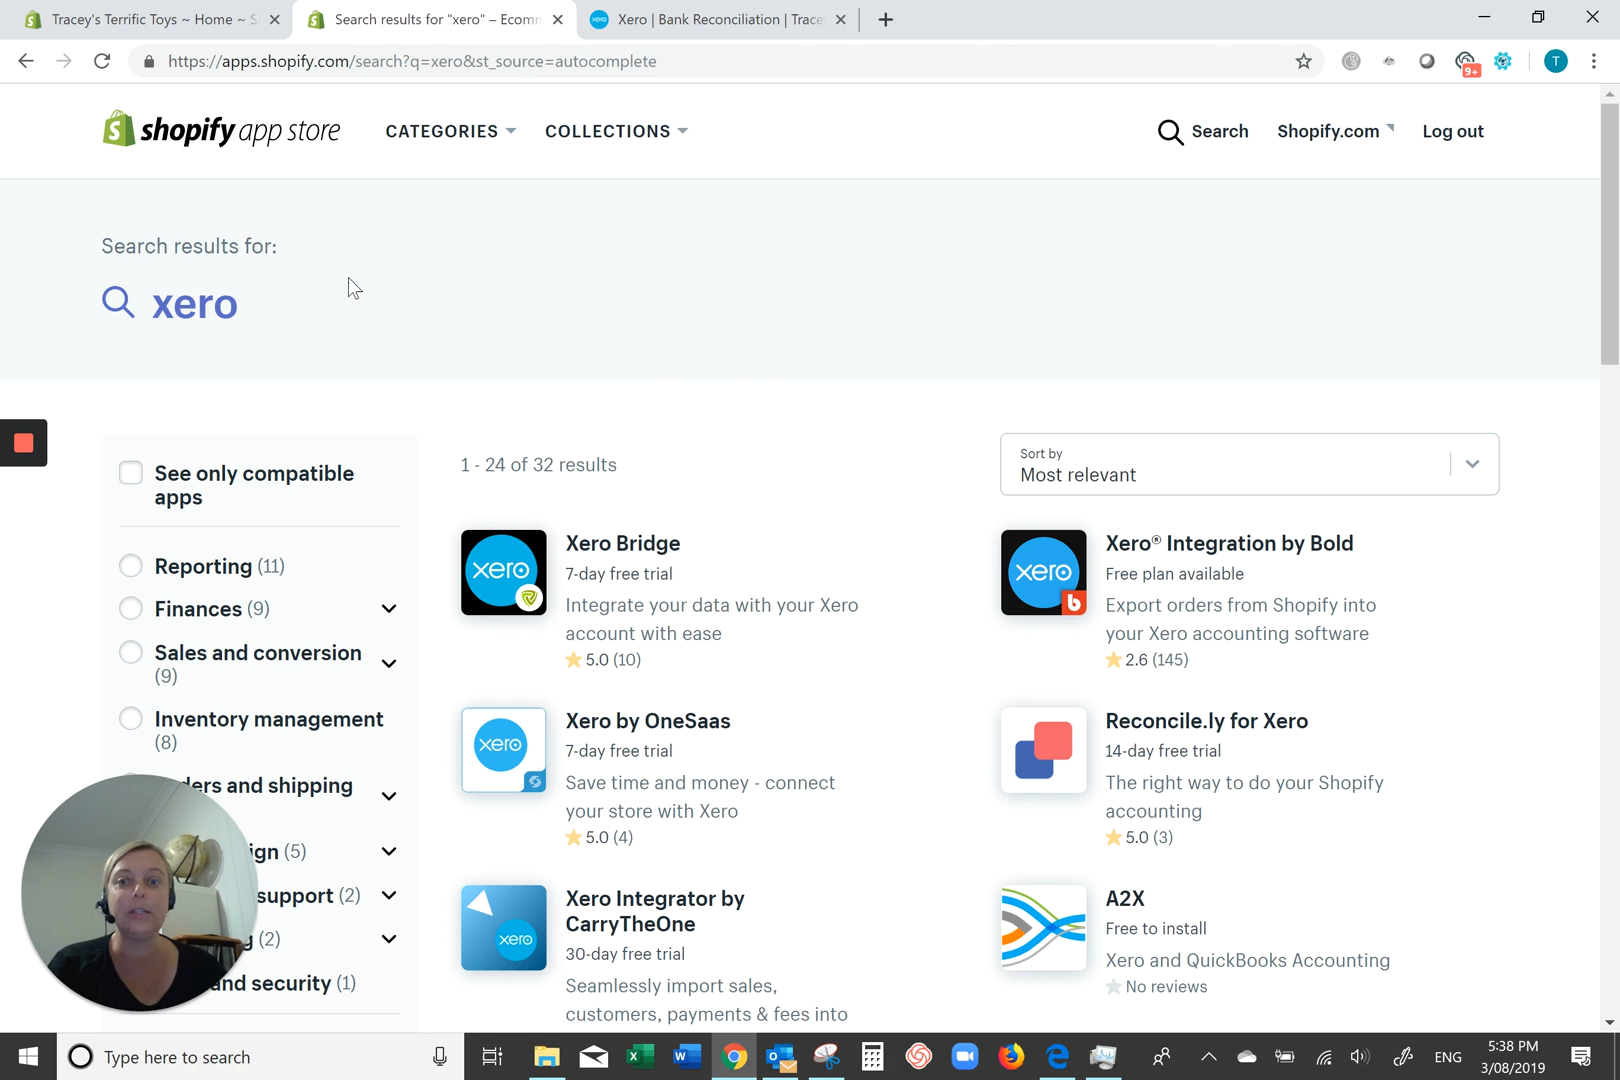 Tracey's Terrific Toys ~ Home ~ S
Search results for "xero" – Ecom
Xero | Bank Reconciliation | Trace
https://apps.shopify.com/search?q=xero&st_source=autocomplete
9+
T
shopify app store
CATEGORIES
COLLECTIONS
Search
Shopify.com
Log out
Search results for:
xero
See only compatible
apps
1 - 24 of 32 results
Sort by
Most relevant
Reporting (11)
Finances (9)
Sales and conversion
(9)
Inventory management
(8)
ers and shipping
ign (5)
support (2)
g (2)
and security (1)
xero
Xero Bridge
7-day free trial
Integrate your data with your Xero
account with ease
5.0 (10)
xero
b
Xero® Integration by Bold
Free plan available
Export orders from Shopify into
your Xero accounting software
2.6 (145)
xero
Xero by OneSaas
7-day free trial
Save time and money - connect
your store with Xero
5.0 (4)
Reconcile.ly for Xero
14-day free trial
The right way to do your Shopify
accounting
5.0 (3)
xero
Xero Integrator by
CarryTheOne
30-day free trial
Seamlessly import sales,
customers, payments & fees into
A2X
Free to install
Xero and QuickBooks Accounting
No reviews
Type here to search
ENG
5:38 PM
3/08/2019